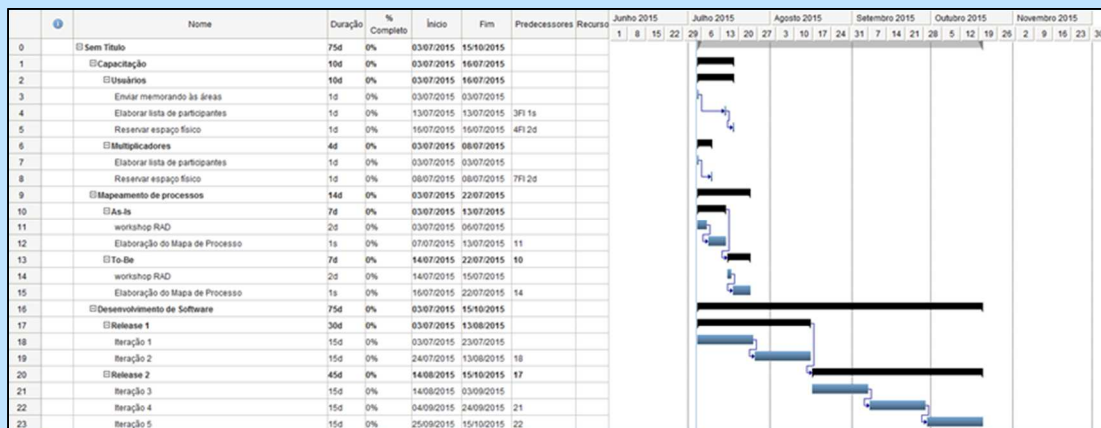 Nome Duração % Completo Ínicio Fim Predecessores Recurso Junho 2015 Julho 2015 Agosto 2015 Setembro 2015 Outubro 2015 Novembro 2015
1 8 15 22 29 6 13 20 27 3 10 17 24 31 7 14 21 28 5 12 19 26 2 9 16 23 30
0 Sem Titulo 75d 0% 03/07/2015 15/10/2015
1 Capacitação 10d 0% 03/07/2015 16/07/2015
2 Usuários 10d 0% 03/07/2015 16/07/2015
3 Enviar memorando às áreas 1d 0% 03/07/2015 03/07/2015
4 Elaborar lista de participantes 1d 0% 13/07/2015 13/07/2015 3FI 1s
5 Reservar espaço físico 1d 0% 16/07/2015 16/07/2015 4FI 2d
6 Multiplicadores 4d 0% 03/07/2015 08/07/2015
7 Elaborar lista de participantes 1d 0% 03/07/2015 03/07/2015
8 Reservar espaço físico 1d 0% 08/07/2015 08/07/2015 7FI 2d
9 Mapeamento de processos 14d 0% 03/07/2015 22/07/2015
10 As-Is 7d 0% 03/07/2015 13/07/2015
11 workshop RAD 2d 0% 03/07/2015 06/07/2015
12 Elaboração do Mapa de Processo 1s 0% 07/07/2015 13/07/2015 11
13 To-Be 7d 0% 14/07/2015 22/07/2015 10
14 workshop RAD 2d 0% 14/07/2015 15/07/2015
15 Elaboração do Mapa de Processo 1s 0% 16/07/2015 22/07/2015 14
16 Desenvolvimento de Software 75d 0% 03/07/2015 15/10/2015
17 Release 1 30d 0% 03/07/2015 13/08/2015
18 Iteração 1 15d 0% 03/07/2015 23/07/2015
19 Iteração 2 15d 0% 24/07/2015 13/08/2015 18
20 Release 2 45d 0% 14/08/2015 15/10/2015 17
21 Iteração 3 15d 0% 14/08/2015 03/09/2015
22 Iteração 4 15d 0% 04/09/2015 24/09/2015 21
23 Iteração 5 15d 0% 25/09/2015 15/10/2015 22